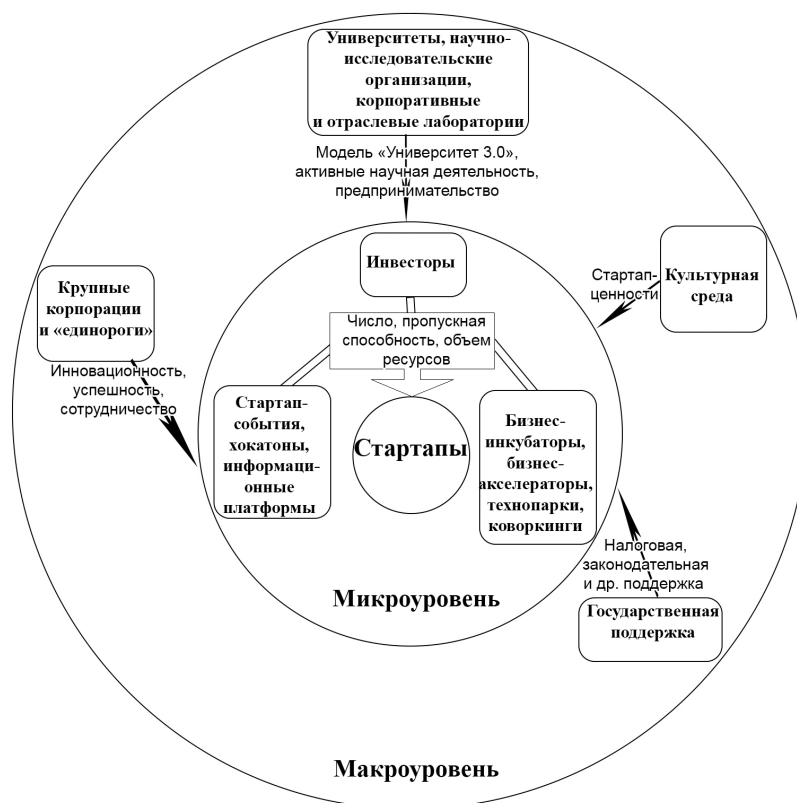 Университеты, научно-
исследовательские
организации,
корпоративные
и отраслевые лаборатории
Модель «Университет 3.0»,
активные научная деятельность,
предпринимательство
Инвесторы
Крупные
корпорации
и «единороги»
Стартап-
ценности
Культурная
среда
Число, пропускная
способность, объем
ресурсов
Инновационность,
успешность,
сотрудничество
Стартап-
события,
хокатоны,
информаци-
онные
платформы
Стартапы
Бизнес-
инкубаторы,
бизнес-
акселераторы,
технопарки,
коворкинги
Налоговая,
законодательная
и др. поддержка
Микроуровень
Государственная
поддержка
Макроуровень